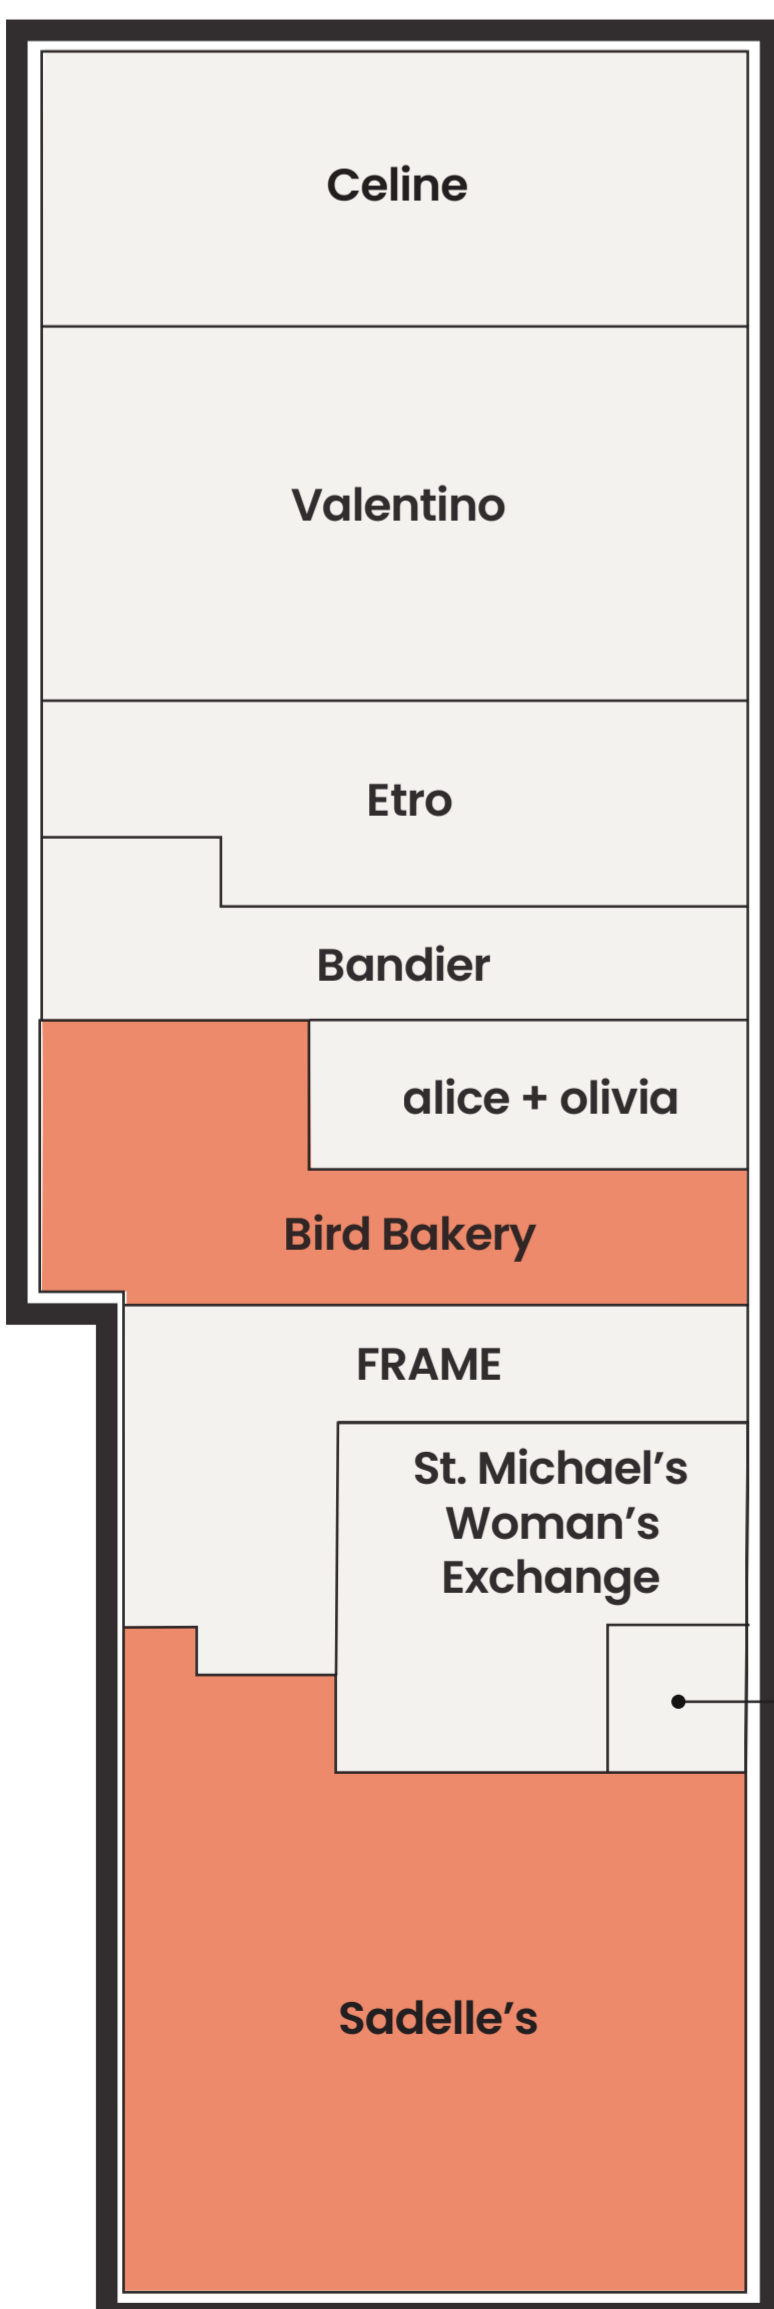 Celine
Valentino
Etro
Bandier
alice + olivia
Bird Bakery
FRAME
St. Michael’s
Woman’s
Exchange
Sadelle’s